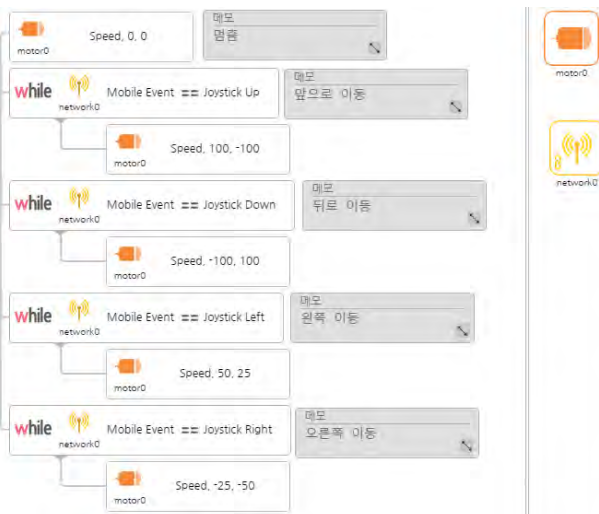 Speed, 0, 0
motor0
메모
멈춤
while
network0
Mobile Event == Joystick Up
메모
앞으로 이동
motor0
Speed, 100, -100
while
network0
Mobile Event == Joystick Down
메모
뒤로 이동
motor0
Speed, -100, 100
while
network0
Mobile Event == Joystick Left
메모
왼쪽 이동
motor0
Speed, 50, 25
while
network0
Mobile Event == Joystick Right
메모
오른쪽 이동
motor0
Speed, -25, -50
motor0
network0